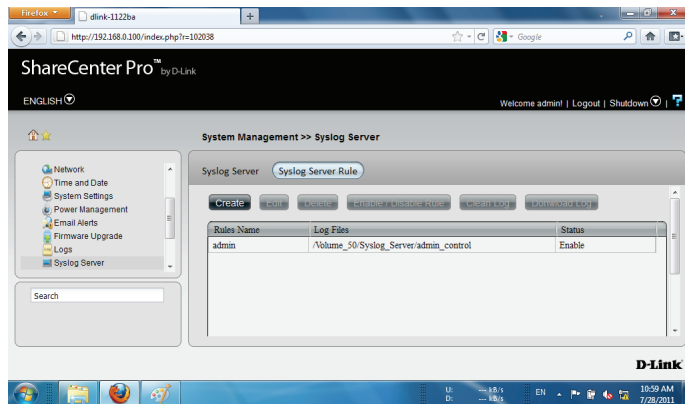 Firefox
dlink-1122ba
+
http://192.168.0.100/index.php?r=102038
Google
ShareCenter Pro™ by D-Link
ENGLISH
Welcome admin! | Logout | Shutdown | ?
System Management >> Syslog Server
Network
Time and Date
System Settings
Power Management
Email Alerts
Firmware Upgrade
Logs
Syslog Server
Search
Syslog Server Syslog Server Rule
Create Edit Delete Enable / Disable Rule Clean Log Download Log
Rules Name Log Files Status
admin /Volume_50/Syslog_Server/admin_control Enable
D-Link
U: --- kB/s
D: --- kB/s
EN
10:59 AM
7/28/2011